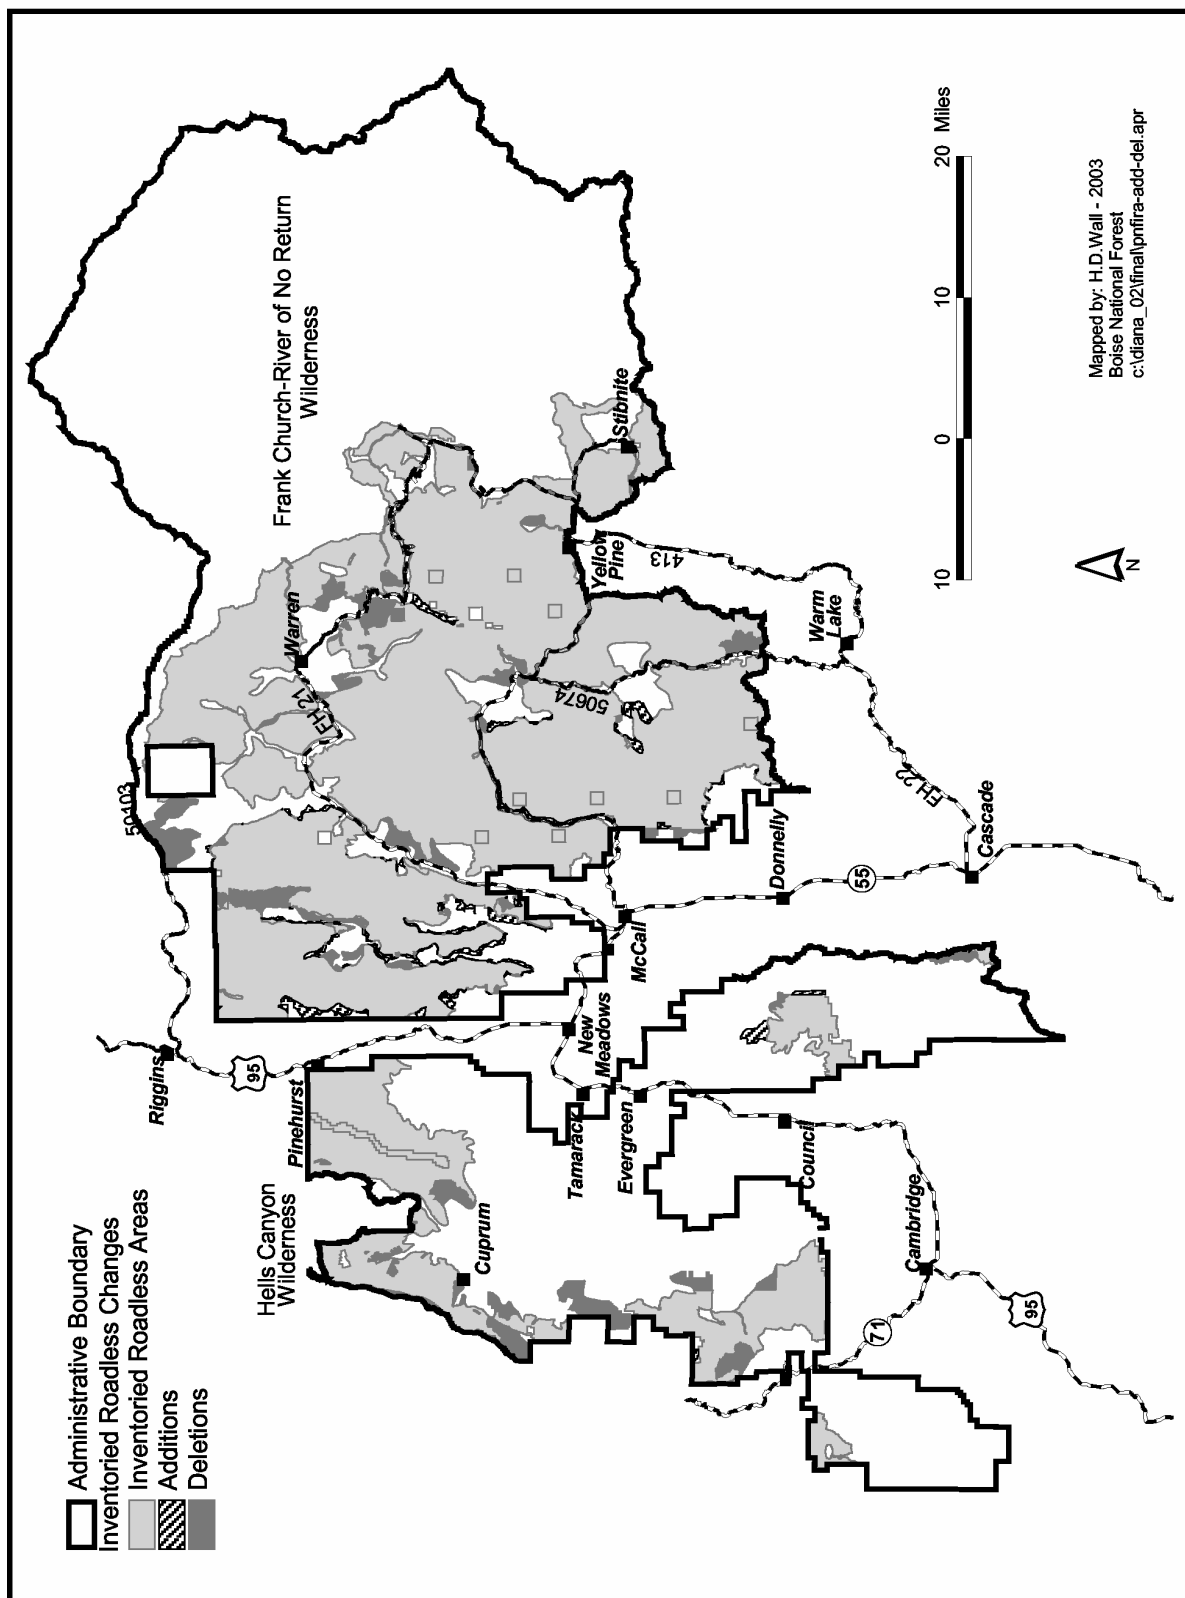 Administrative Boundary
Inventoried Roadless Changes
Inventoried Roadless Areas
Additions
Deletions
Frank Church-River of No Return
Wilderness
Hells Canyon
Wilderness
Riggins
95
Pinehurst
50103
Warren
FH 21
Cuprum
Tamarack
Evergreen
New
Meadows
McCall
50674
Yellow
Pine
Stibnite
413
Council
Donnelly
Warm
Lake
55
FH 22
Cascade
Cambridge
71
95
10
0
10
20 Miles
N
Mapped by: H.D.Wall - 2003
Boise National Forest
c:\diana_02\final\pnfira-add-del.apr